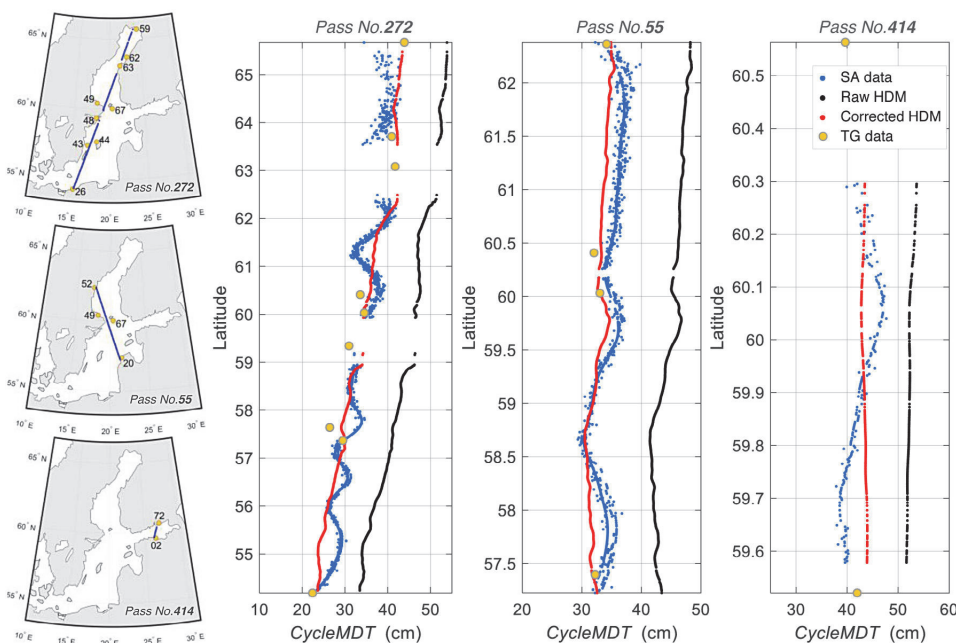 Pass No.272
Pass No.55
Pass No.414
65°N
60°N
55°N
59
62
63
49
67
48
44
43
26
Pass No.272
10°E 15°E 20°E 25°E 30°E
65°N
60°N
55°N
52
49
67
20
Pass No.55
10°E 15°E 20°E 25°E 30°E
65°N
60°N
55°N
72
02
Pass No.414
10°E 15°E 20°E 25°E 30°E
Latitude
65
64
63
62
61
60
59
58
57
56
55
10 20 30 40 50
CycleMDT (cm)
Latitude
62
61.5
61
60.5
60
59.5
59
58.5
58
57.5
20 30 40 50
CycleMDT (cm)
Latitude
60.5
60.4
60.3
60.2
60.1
60
59.9
59.8
59.7
59.6
30 40 50 60
CycleMDT (cm)
SA data
Raw HDM
Corrected HDM
TG data